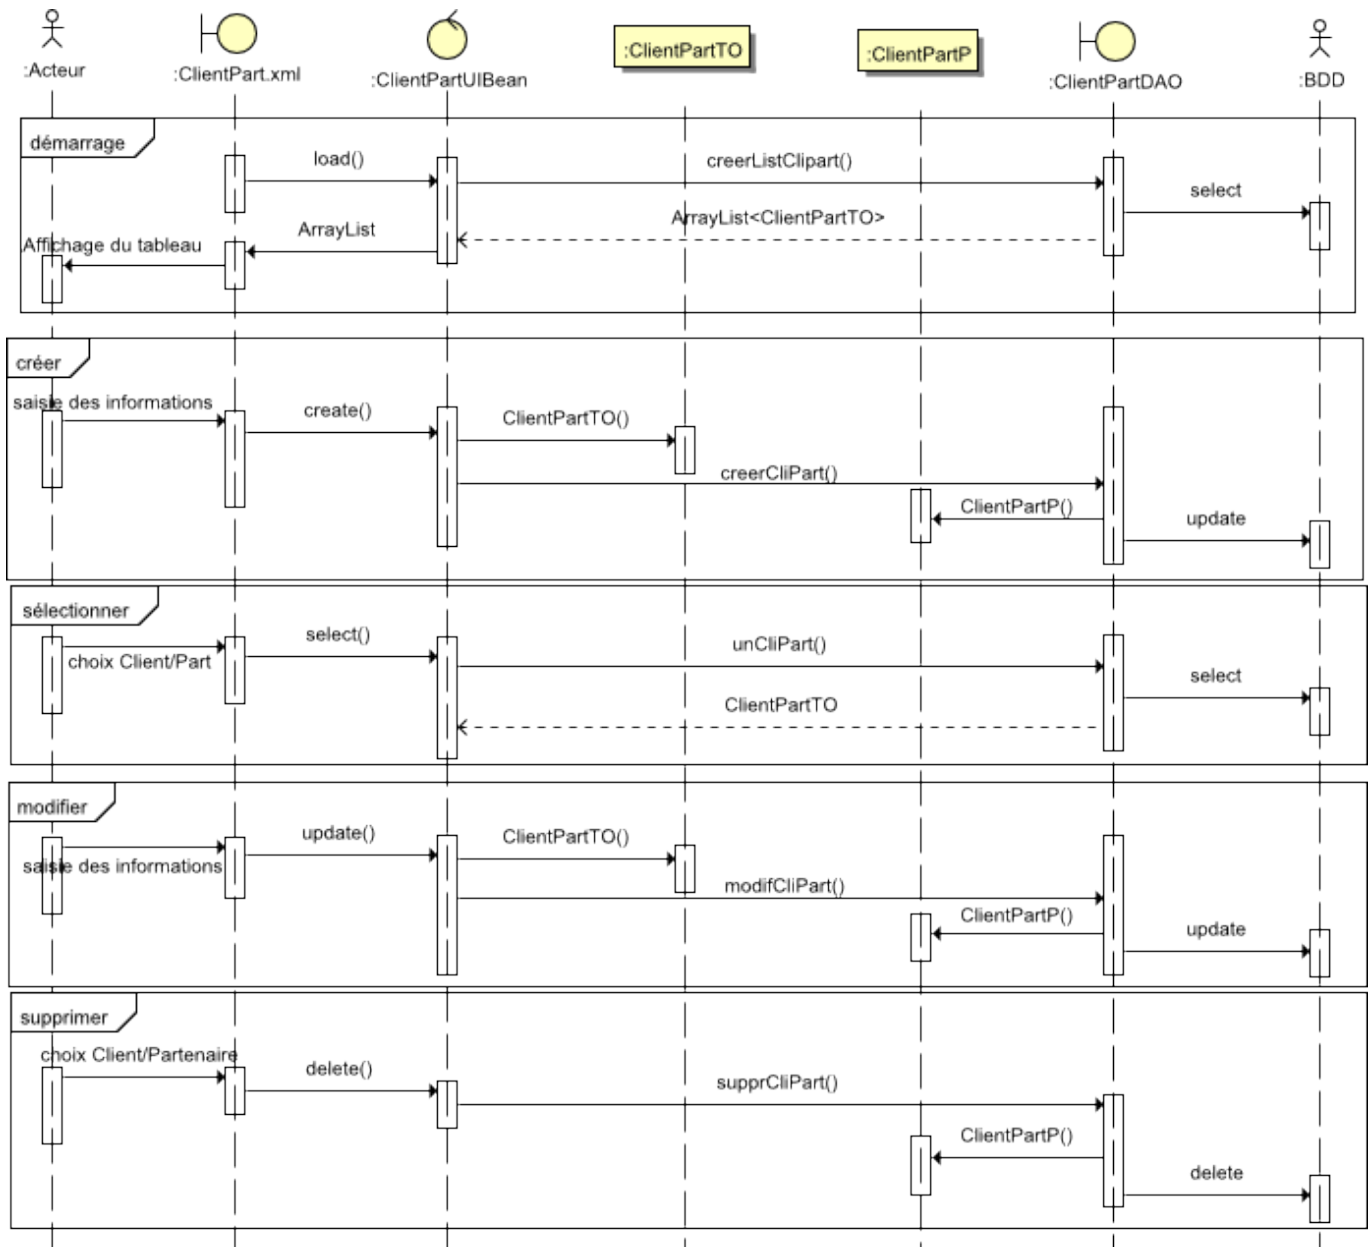 :Acteur
:ClientPart.xml
:ClientPartUIBean
:ClientPartTO
:ClientPartP
:ClientPartDAO
:BDD
démarrage
load()
creerListClipart()
select
ArrayList<ClientPartTO>
ArrayList
Affichage du tableau
créer
saisie des informations
create()
ClientPartTO()
creerCliPart()
ClientPartP()
update
sélectionner
choix Client/Part
select()
unCliPart()
select
ClientPartTO
modifier
saisie des informations
update()
ClientPartTO()
modifCliPart()
ClientPartP()
update
supprimer
choix Client/Partenaire
delete()
supprCliPart()
ClientPartP()
delete